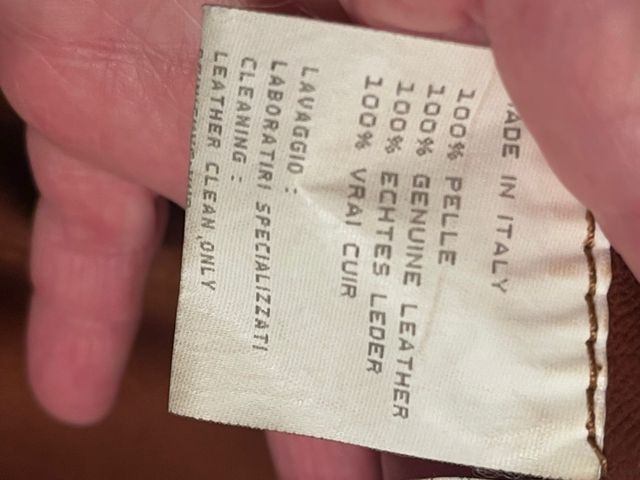 MADE IN ITALY
100% PELLE
100% GENUINE LEATHER
100% ECHTES LEDER
100% VRAI CUIR
LAVAGGIO :
LABORATIRI SPECIALIZZATI
CLEANING :
LEATHER CLEAN ONLY